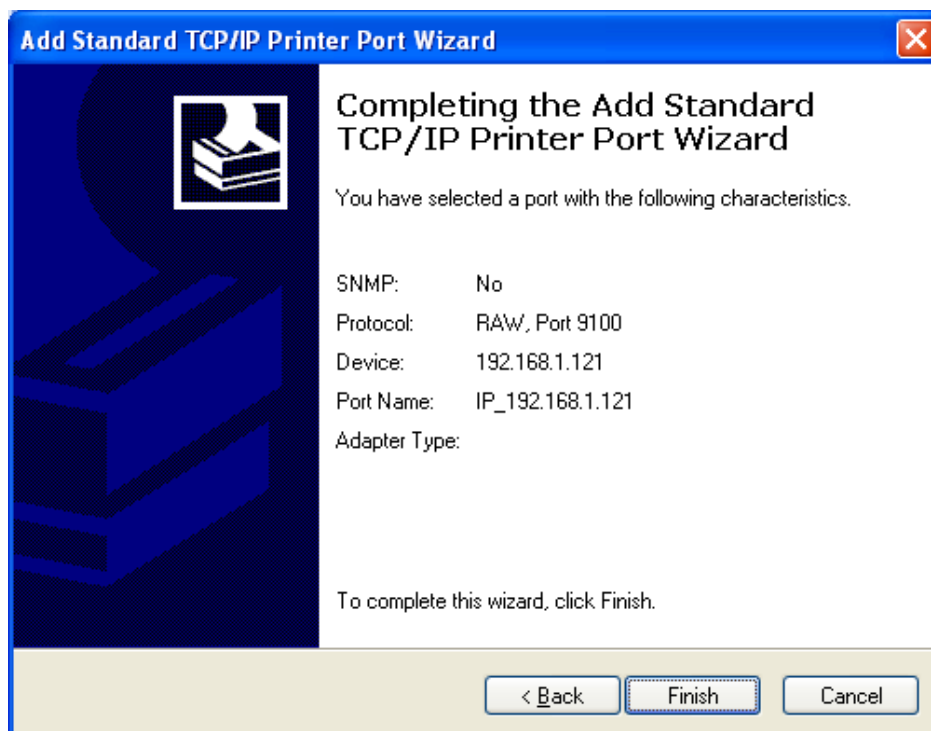 Add Standard TCP/IP Printer Port Wizard
Completing the Add Standard
TCP/IP Printer Port Wizard
You have selected a port with the following characteristics.
SNMP: No
Protocol: RAW, Port 9100
Device: 192.168.1.121
Port Name: IP_192.168.1.121
Adapter Type:
To complete this wizard, click Finish.
< Back Finish Cancel